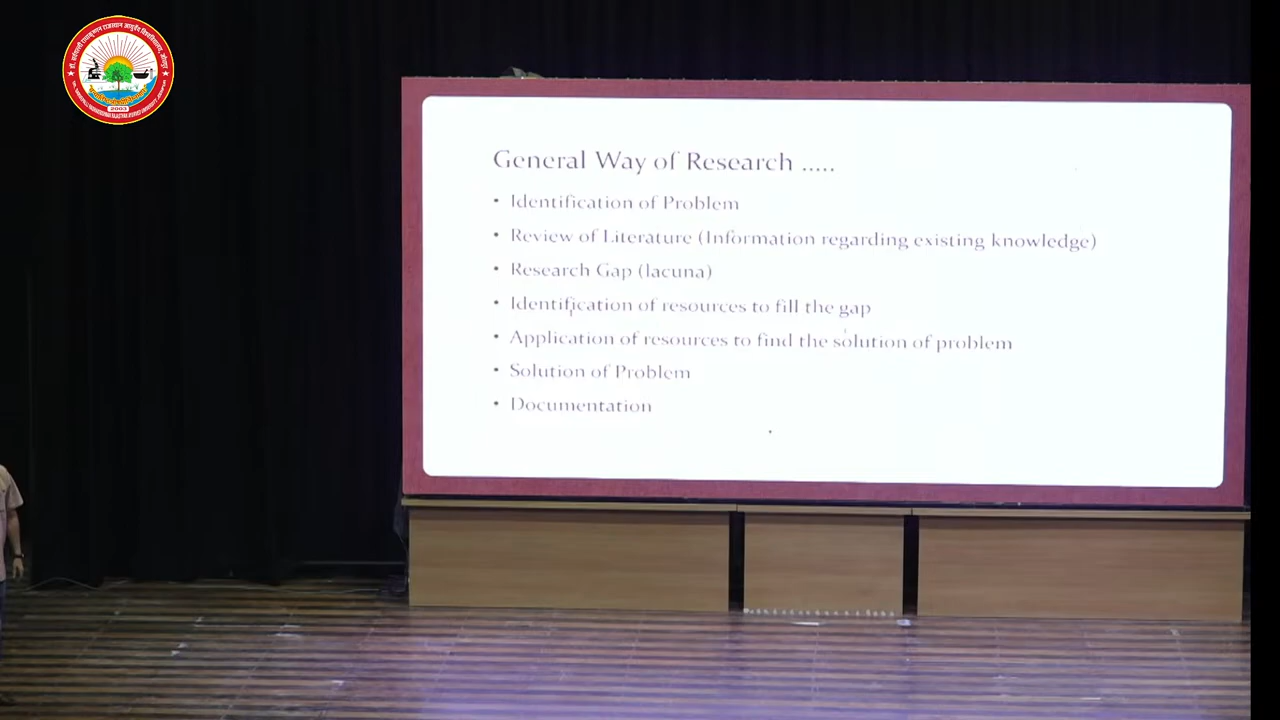 General Way of Research .....
• Identification of Problem
• Review of Literature (Information regarding existing knowledge)
• Research Gap (lacuna)
• Identification of resources to fill the gap
• Application of resources to find the solution of problem
• Solution of Problem
• Documentation
2003